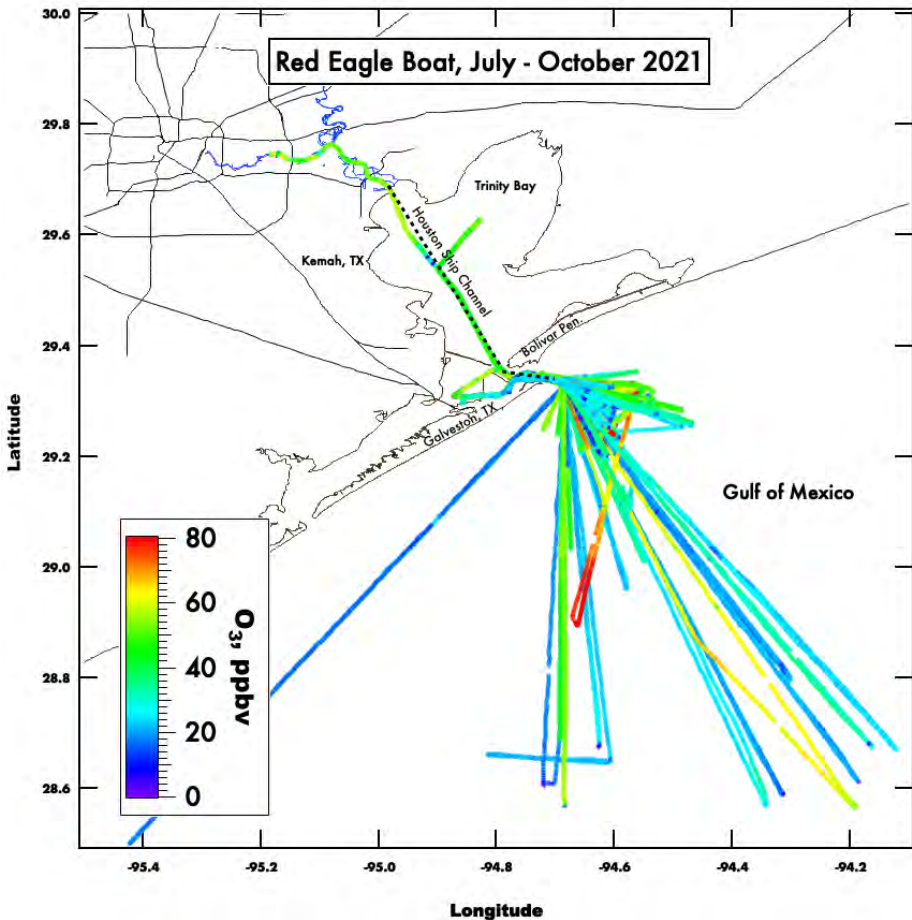 Red Eagle Boat, July - October 2021
30.0
29.8
29.6
29.4
29.2
29.0
28.8
28.6
Latitude
Trinity Bay
Houston Ship Channel
Kemah, TX
Bolivar Pen.
Galveston, TX
Gulf of Mexico
80
60
40
20
0
O3, ppbv
-95.4
-95.2
-95.0
-94.8
-94.6
-94.4
-94.2
Longitude